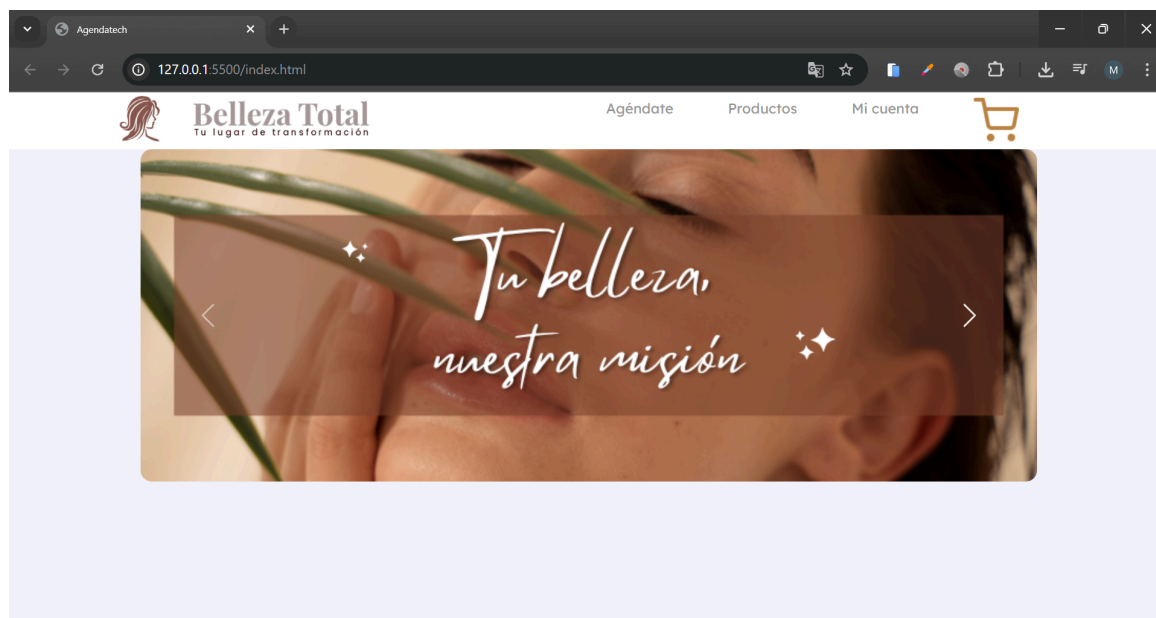 Agendatech
127.0.0.1:5500/index.html
M
Belleza Total
Tu lugar de transformación
Agéndate
Productos
Mi cuenta
Tu belleza,
nuestra misión